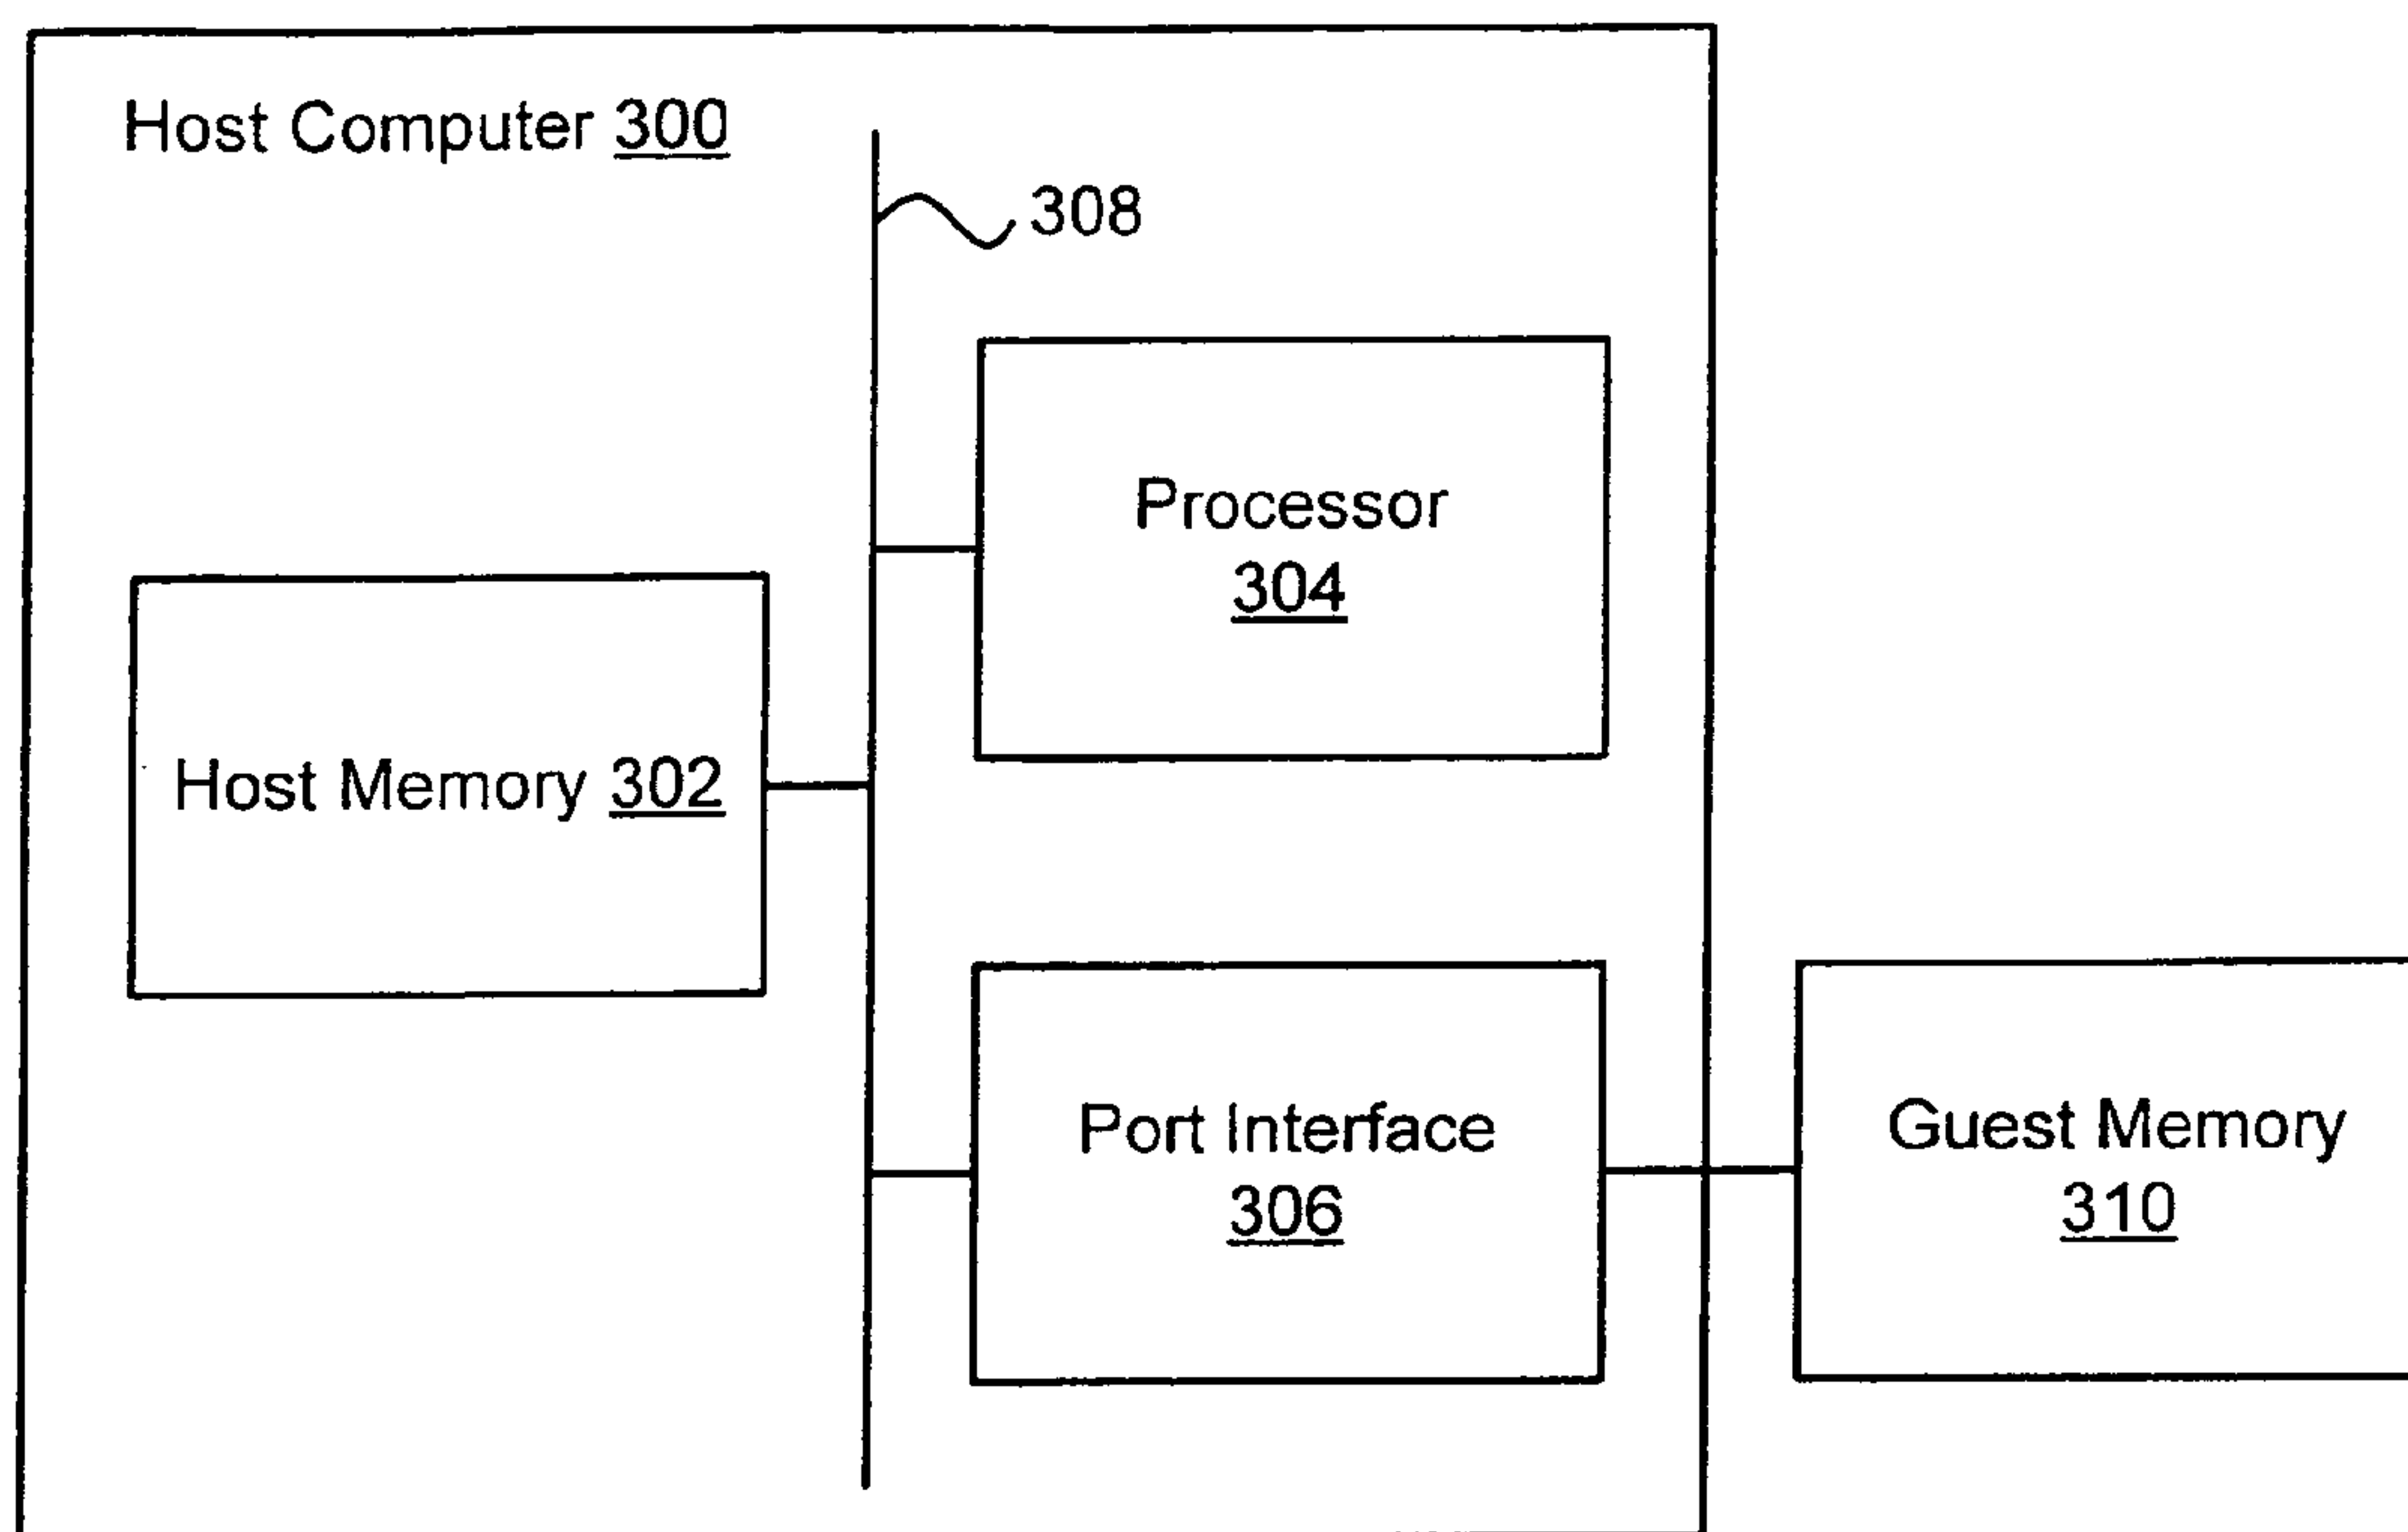 Host Computer 300
308
Processor
304
Host Memory 302
Port Interface
306
Guest Memory
310